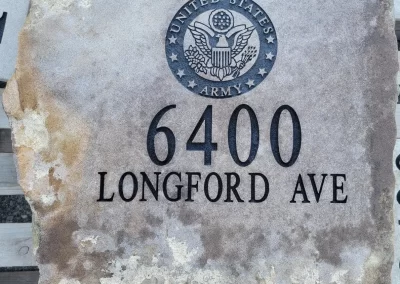 UNITED STATES
ARMY
6400
LONGFORD AVE